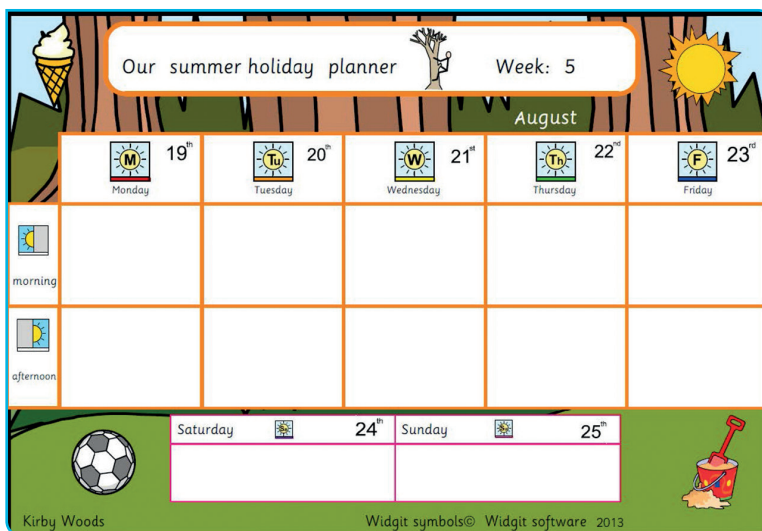 Our summer holiday planner Week: 5
August
M 19th Tu 20th W 21st Th 22nd F 23rd
Monday Tuesday Wednesday Thursday Friday
morning
afternoon
Saturday 24th Sunday 25th
Kirby Woods Widgit symbols© Widgit software 2013